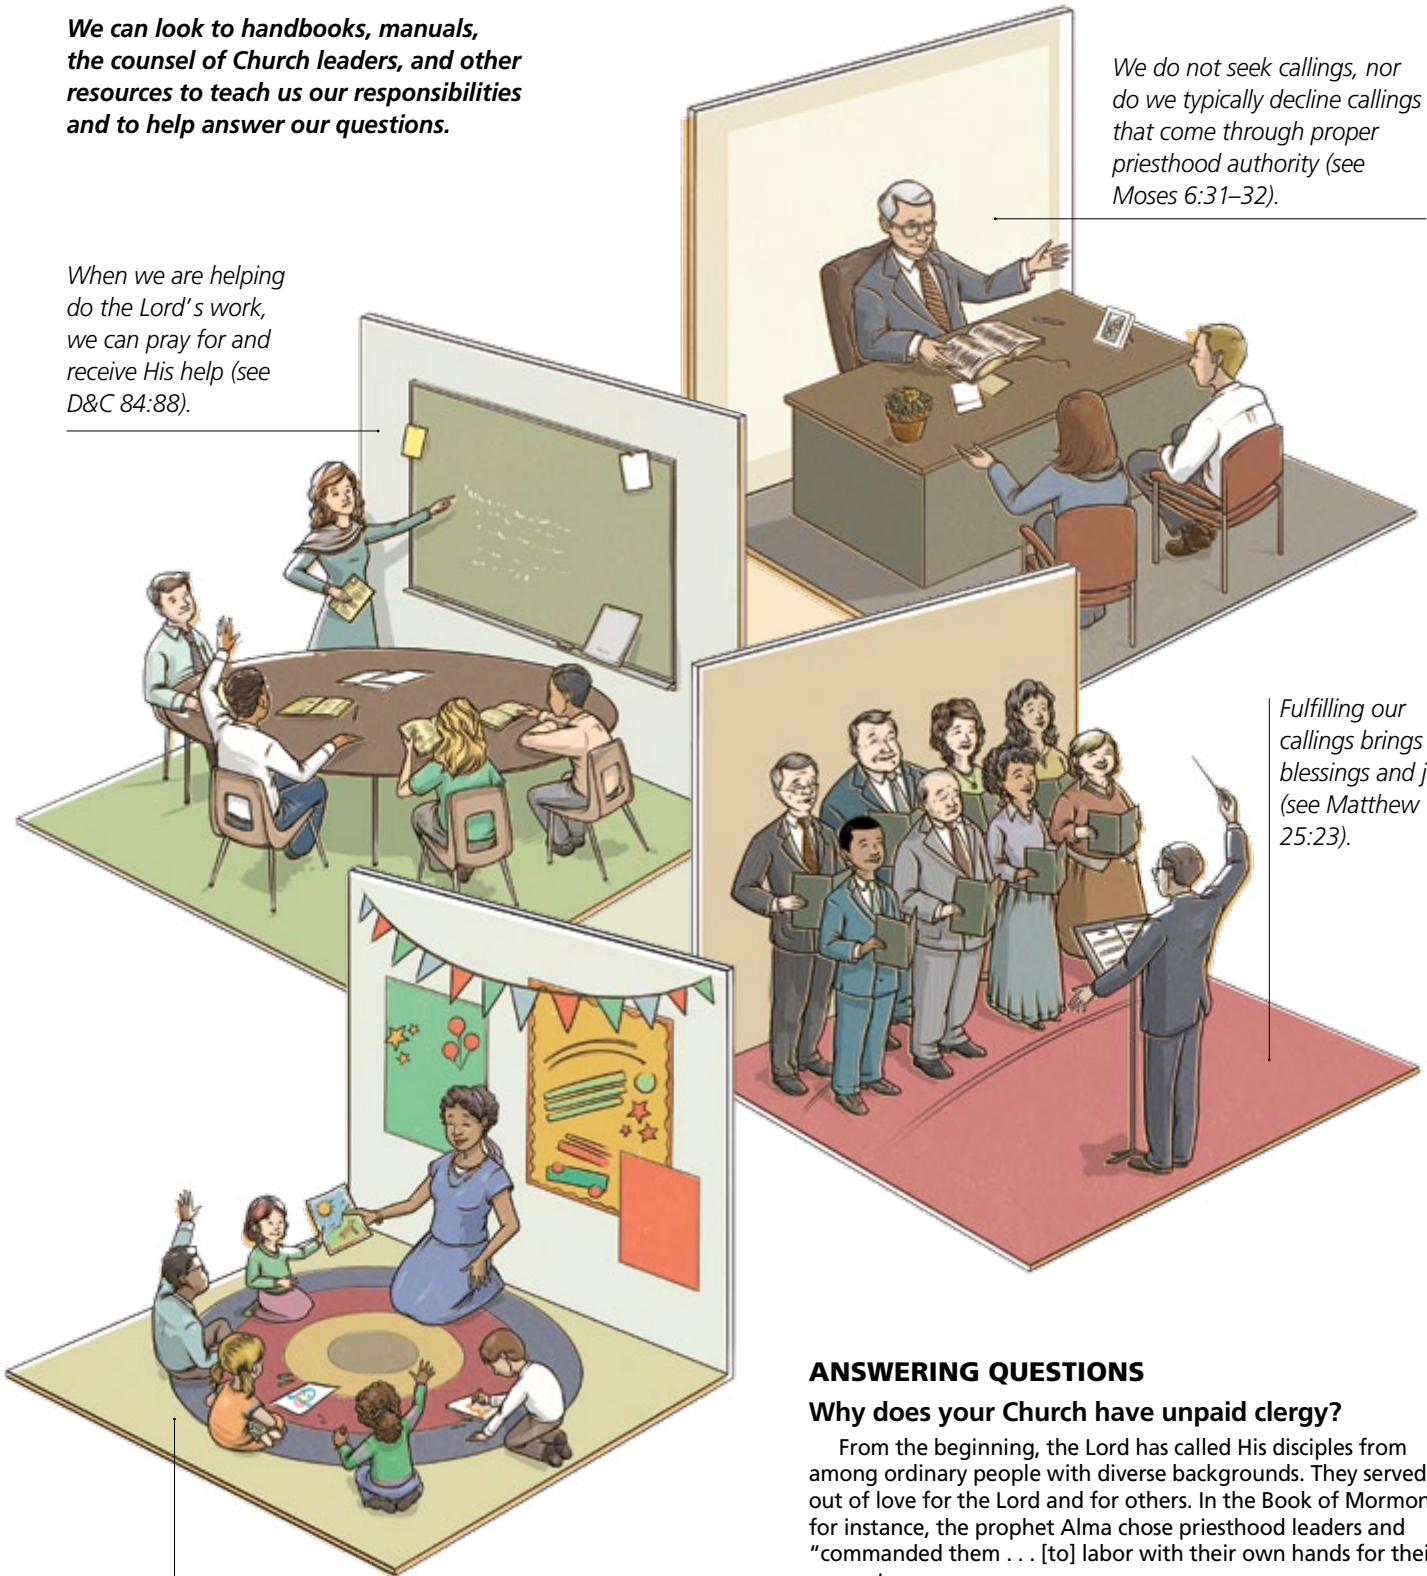 We can look to handbooks, manuals,
the counsel of Church leaders, and other
resources to teach us our responsibilities
and to help answer our questions.
We do not seek callings, nor
do we typically decline callings
that come through proper
priesthood authority (see
Moses 6:31–32).
When we are helping
do the Lord's work,
we can pray for and
receive His help (see
D&C 84:88).
Fulfilling our
callings brings
blessings and
(see Matthew
25:23).
ANSWERING QUESTIONS
Why does your Church have unpaid clergy?
From the beginning, the Lord has called His disciples from
among ordinary people with diverse backgrounds. They served
out of love for the Lord and for others. In the Book of Mormon
for instance, the prophet Alma chose priesthood leaders and
“commanded them . . . [to] labor with their own hands for